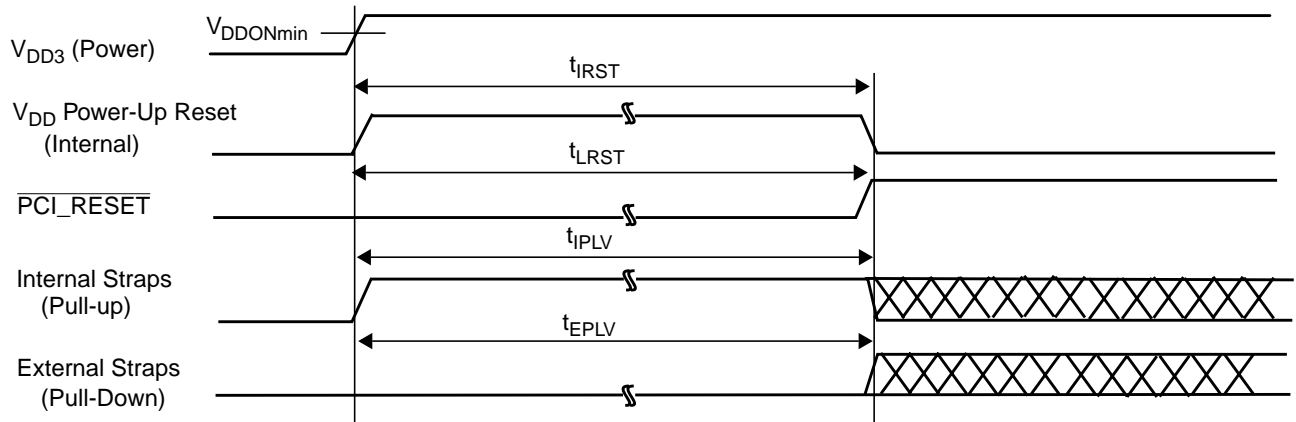 VDDONmin
VDD3 (Power)
tIRST
VDD Power-Up Reset
(Internal)
tLRST
PCI_RESET
tIPLV
Internal Straps
(Pull-up)
tEPLV
External Straps
(Pull-Down)